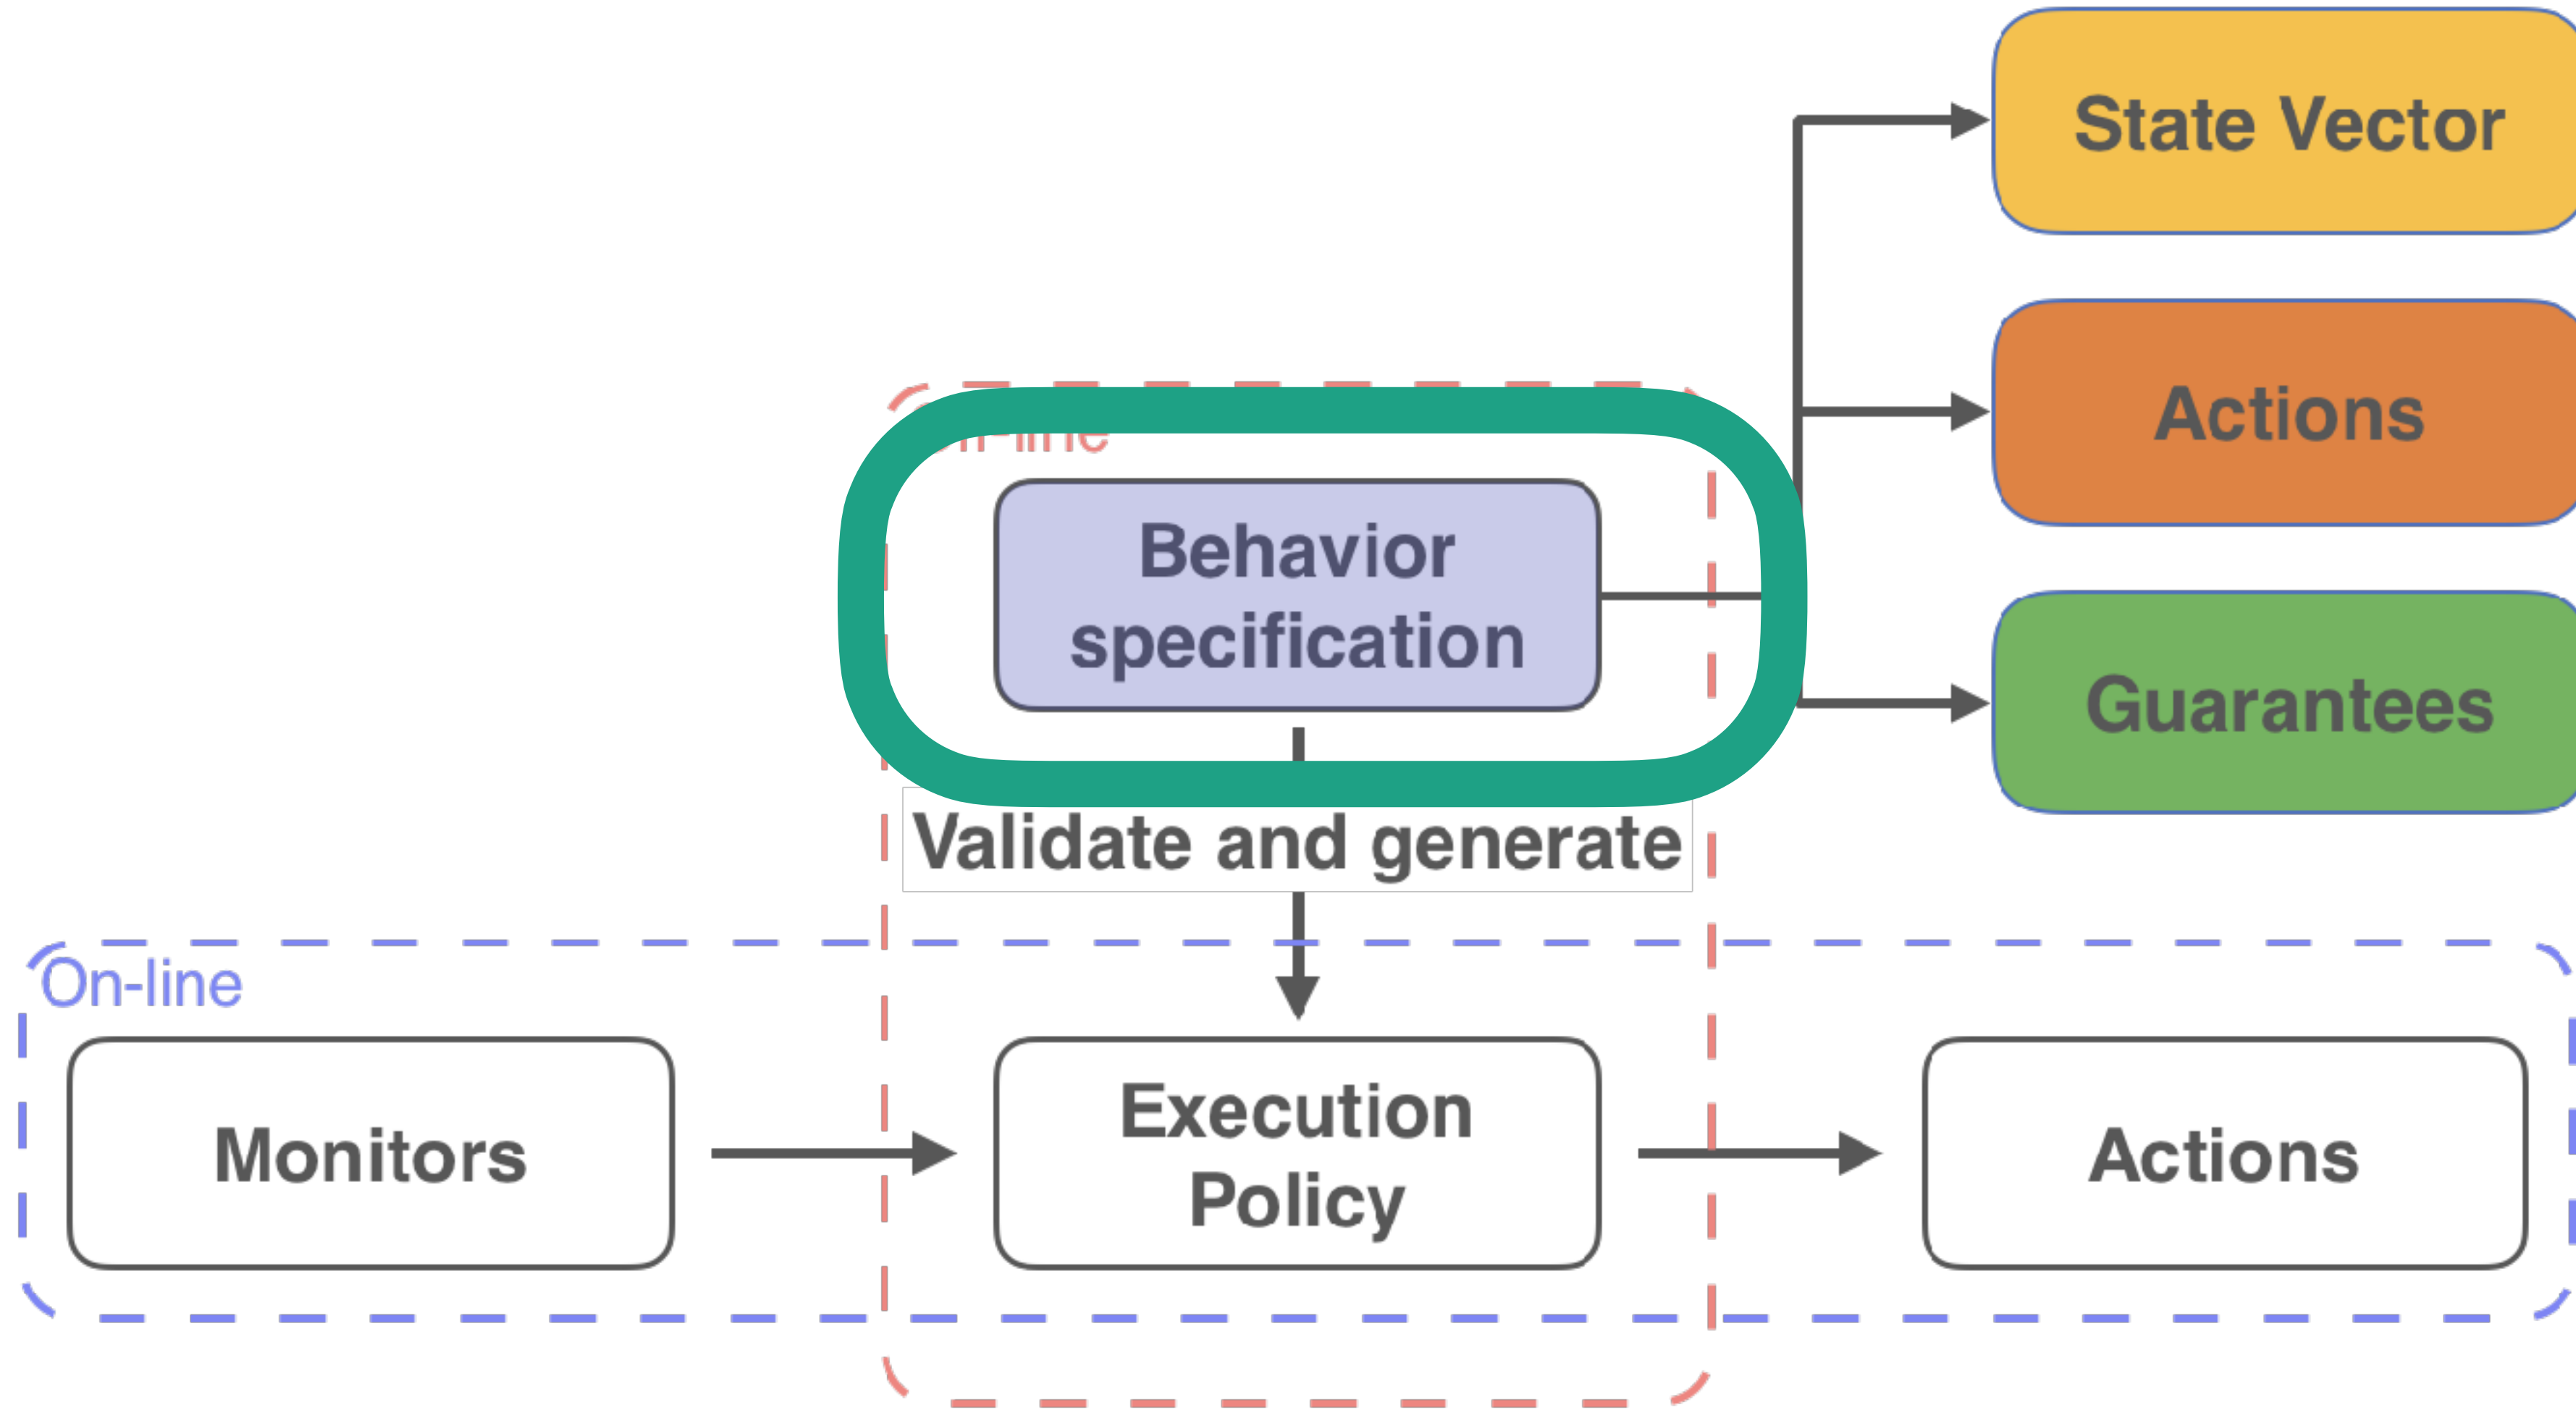 State Vector
Actions
Behavior
specification
Guarantees
Validate and generate
On-line
Monitors
Execution
Policy
Actions